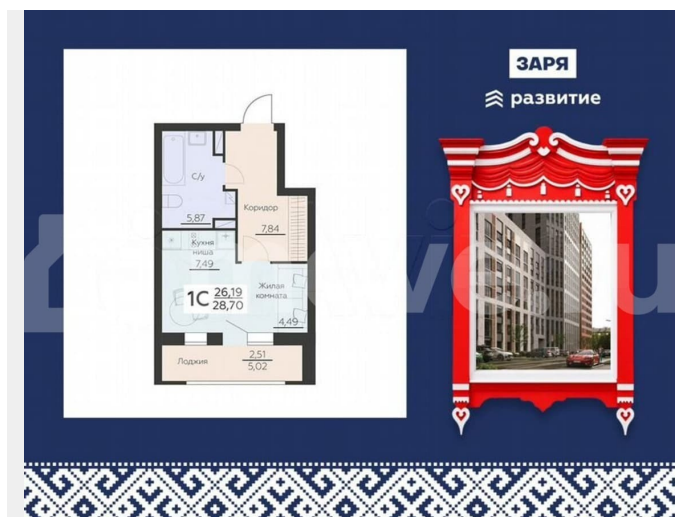 ЗАРЯ
развитие
С/у
5,87
Коридор
7,84
Кухня
ниша
7,49
1С 26,19
28,70
Жилая
комната
4,49
Лоджия
2,51
5,02